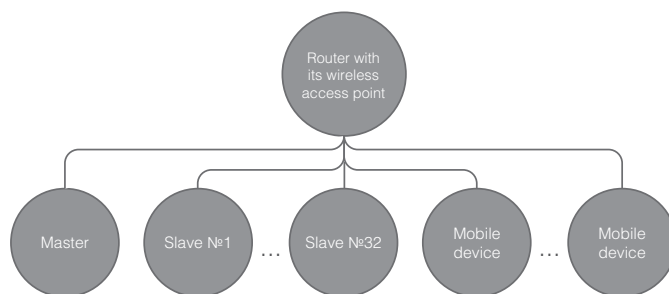 Router with
its wireless
access point
Master
Slave №1
...
Slave №32
Mobile
device
...
Mobile
device